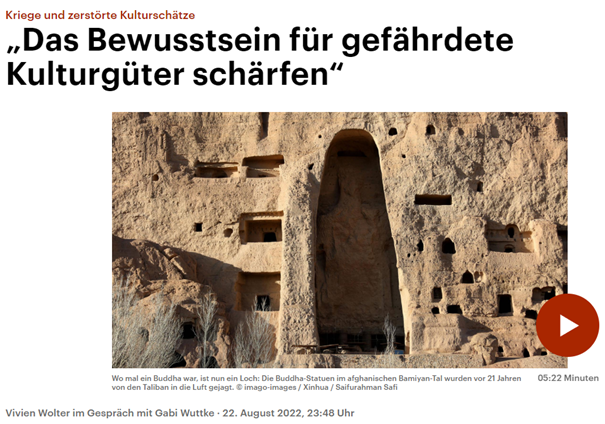 Kriege und zerstörte Kulturschätze
„Das Bewusstsein für gefährdete
Kulturgüter schärfen“
Wo mal ein Buddha war, ist nun ein Loch: Die Buddha-Statuen im afghanischen Bamiyan-Tal wurden vor 21 Jahren
von den Taliban in die Luft gejagt. © imago-images / Xinhua / Saifurahman Safi
05:22 Minuten
Vivien Wolter im Gespräch mit Gabi Wuttke · 22. August 2022, 23:48 Uhr